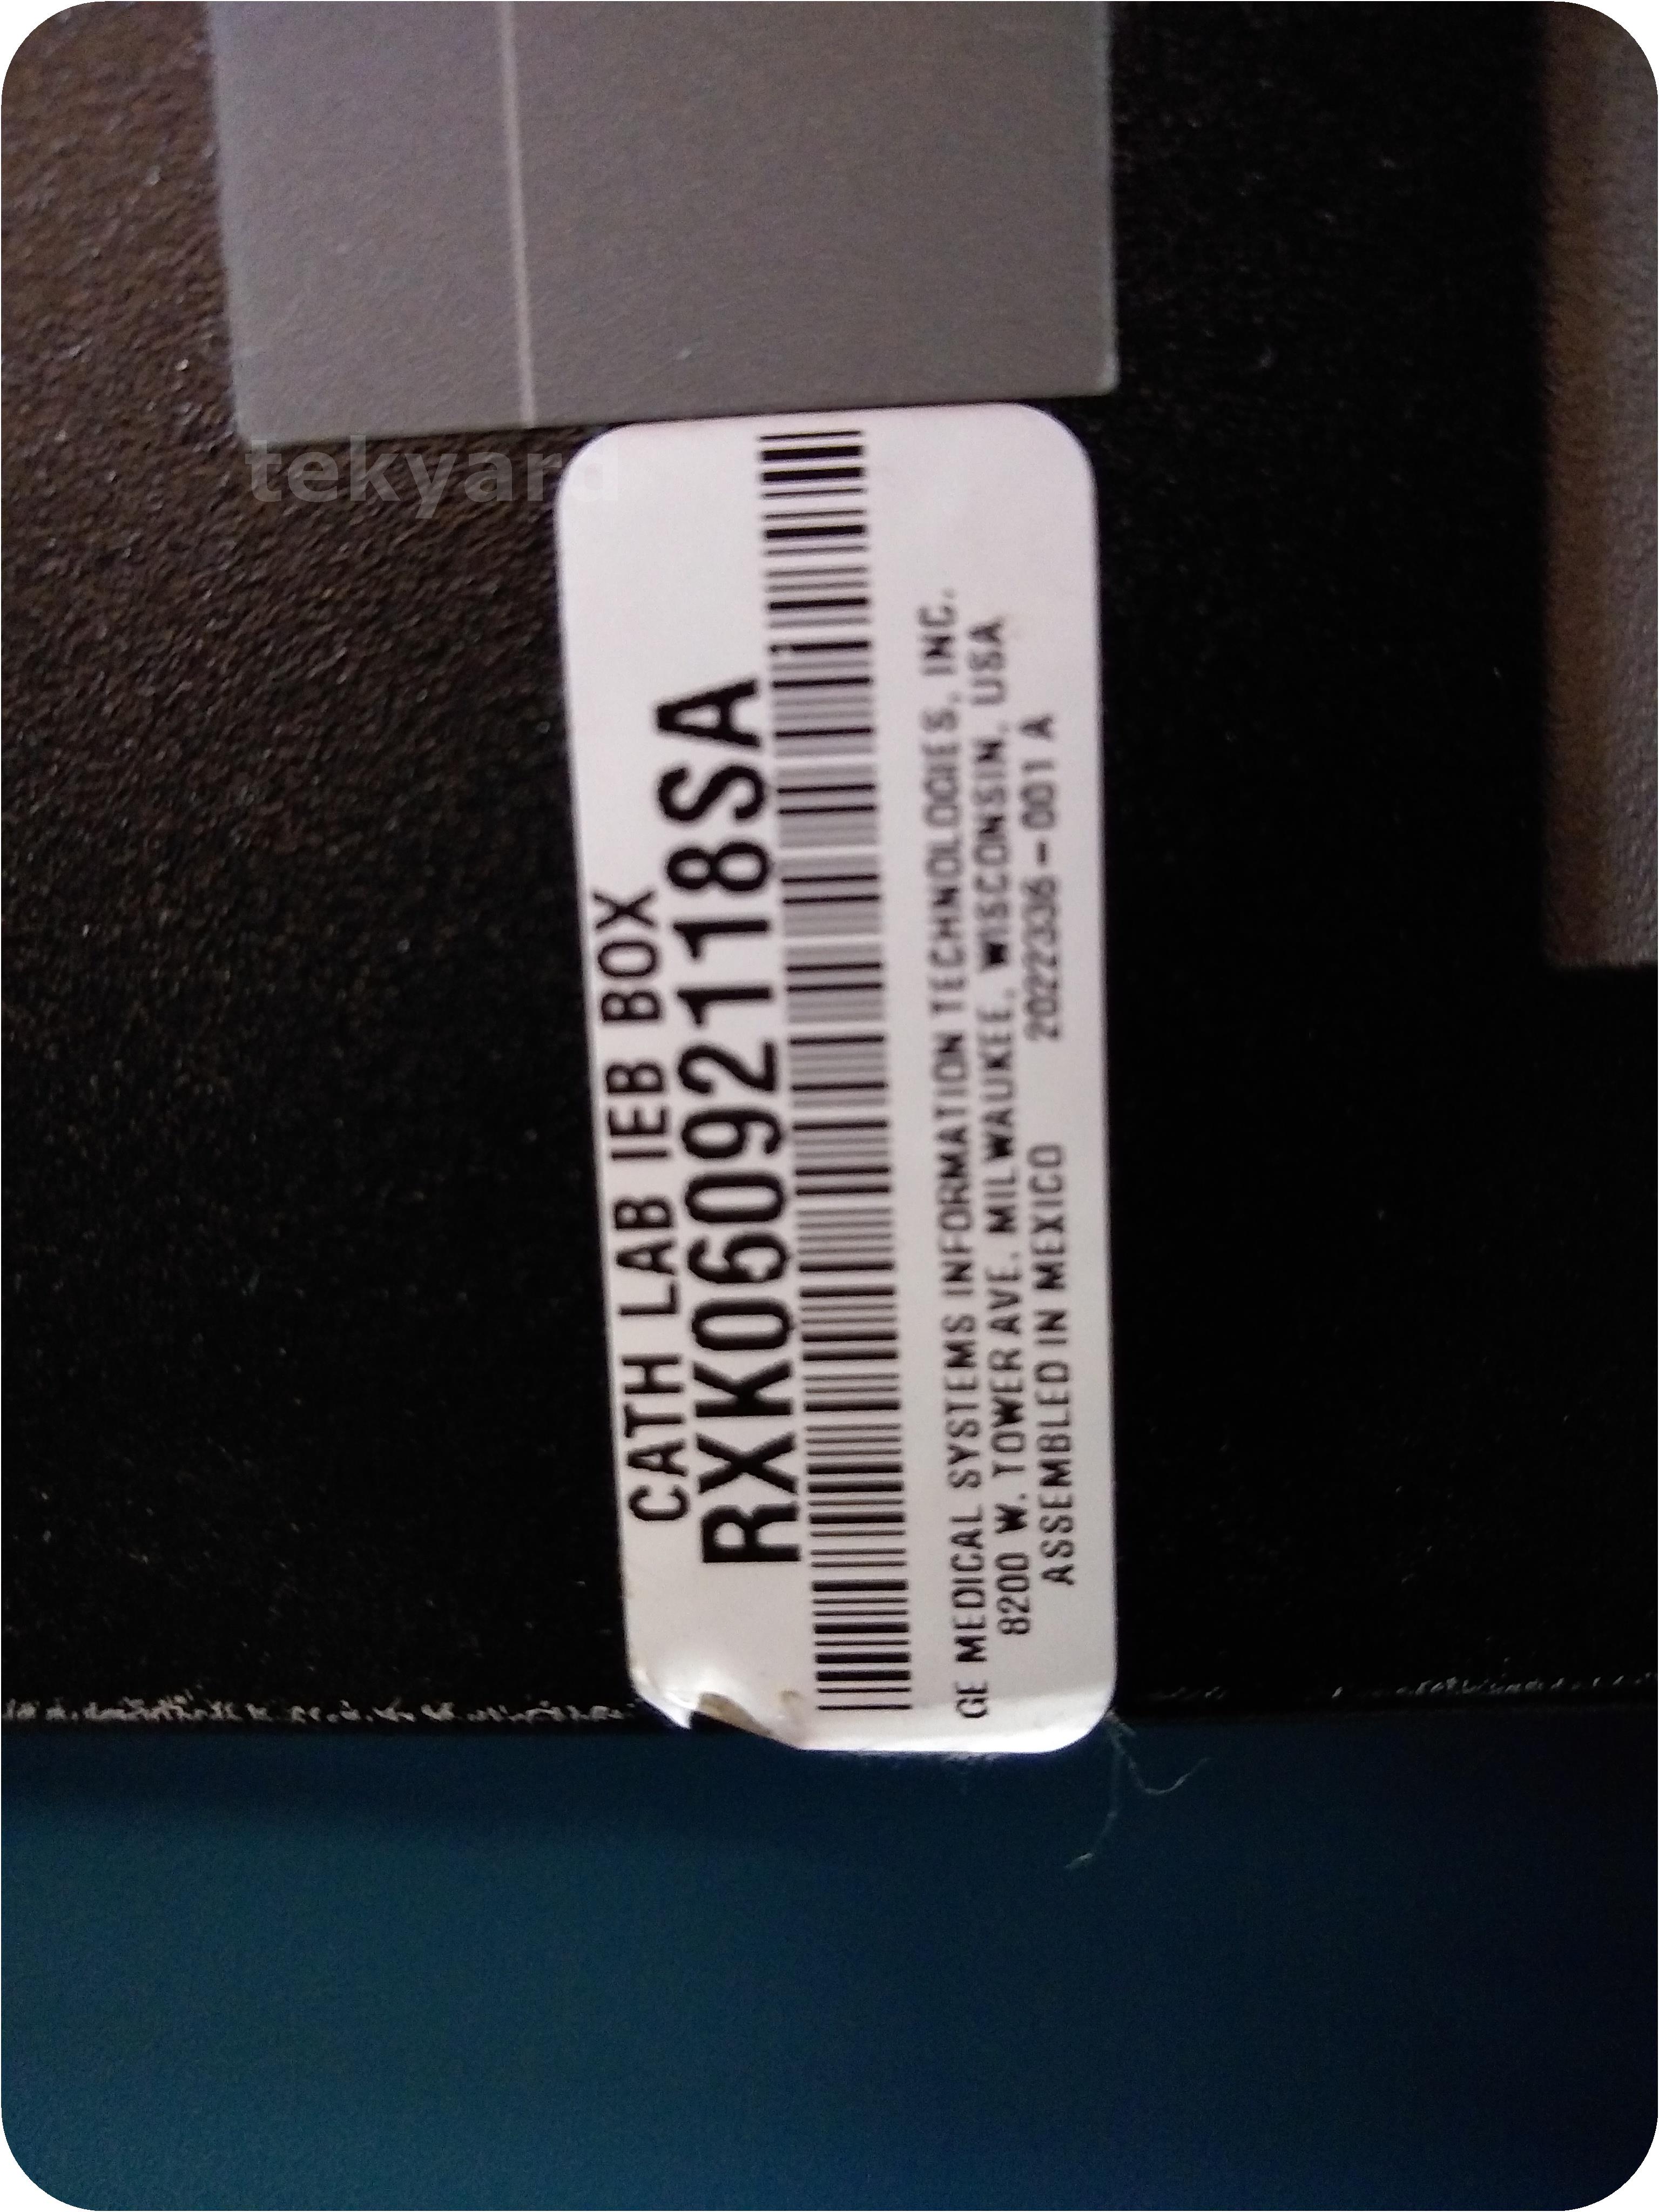 tekyard
CATH LAB IEB BOX
RXK06092118SA
GE MEDICAL SYSTEMS INFORMATION TECHNOLOGIES, INC.
8200 W. TOWER AVE. MILWAUKEE, WISCONSIN, USA
ASSEMBLED IN MEXICO 2022336-001 A